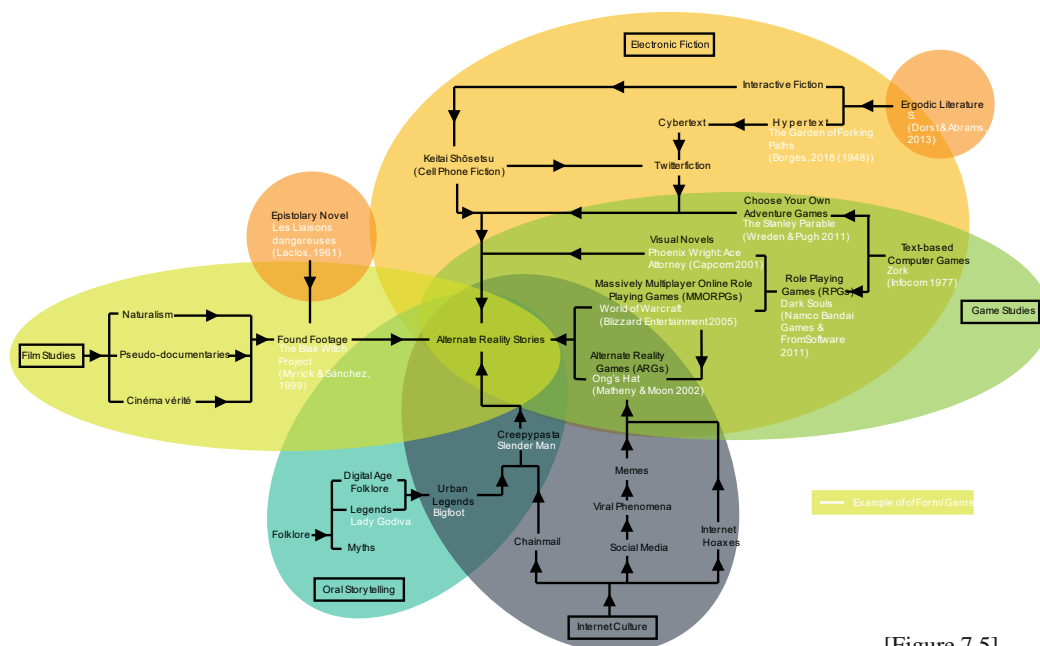 Electronic Fiction
Interactive Fiction
Ergodic Literature
S.
(Dorst & Abrams,
2013)
Cybertext
Hypertext
The Garden of Forking
Paths
(Borges, 2018 (1948))
Keitai Shōsetsu
(Cell Phone Fiction)
Twitterfiction
Epistolary Novel
Les Liaisons
dangereuses
(Laclos, 1961)
Choose Your Own
Adventure Games
The Stanley Parable
(Wreden & Pugh 2011)
Visual Novels
Phoenix Wright: Ace
Attorney (Capcom 2001)
Text-based
Computer Games
Zork
(Infocom 1977)
Massively Multiplayer Online Role
Playing Games (MMORPGs)
World of Warcraft
(Blizzard Entertainment 2005)
Role Playing
Games (RPGs)
Dark Souls
(Namco Bandai
Games &
FromSoftware
2011)
Game Studies
Naturalism
Film Studies
Pseudo-documentaries
Cinéma vérité
Found Footage
The Blair Witch
Project
(Myrick & Sánchez,
1999)
Alternate Reality Stories
Alternate Reality
Games (ARGs)
Ong's Hat
(Matheny & Moon 2002)
Creepypasta
Slender Man
Digital Age
Folklore
Legends
Lady Godiva
Folklore
Myths
Urban
Legends
Bigfoot
Memes
Viral Phenomena
Chainmail
Social Media
Internet
Hoaxes
Example of of Form/Genre
Oral Storytelling
Internet Culture
[Figure 7.5]